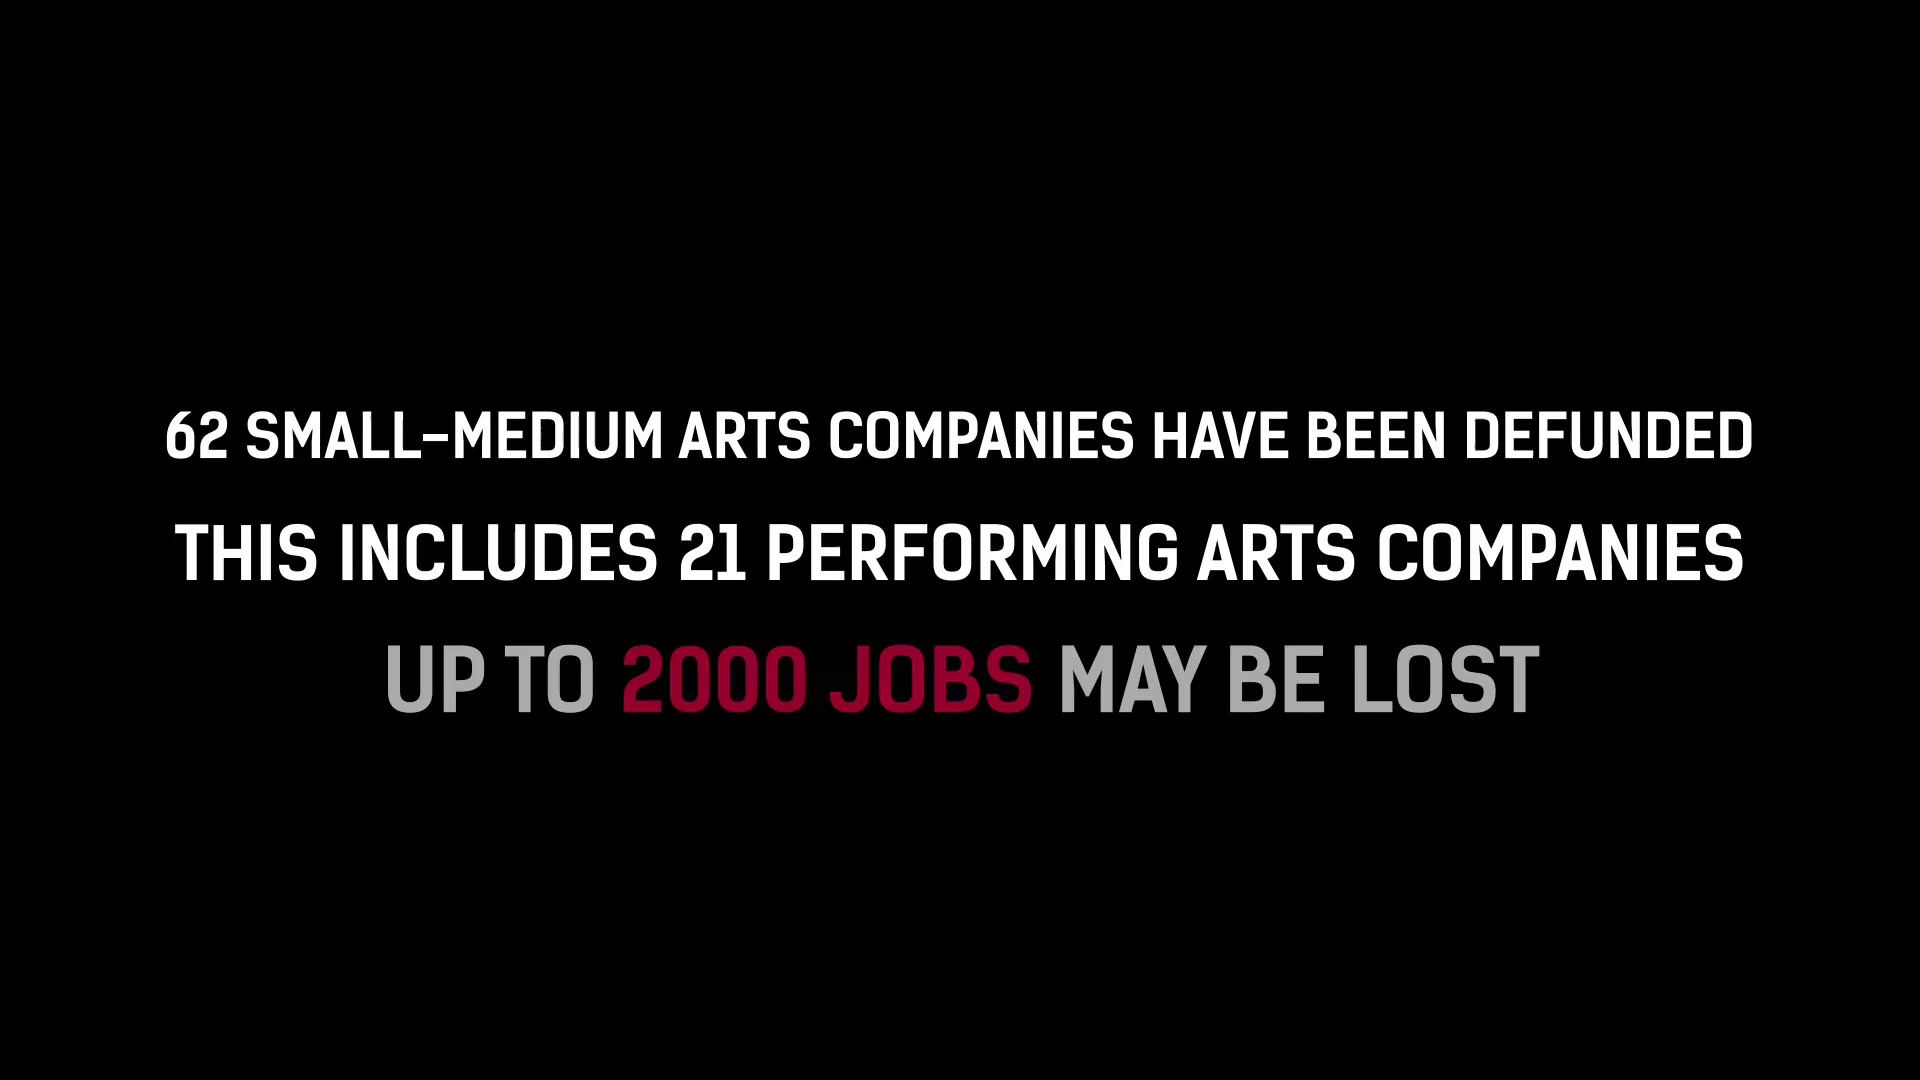 62 SMALL-MEDIUM ARTS COMPANIES HAVE BEEN DEFUNDED
THIS INCLUDES 21 PERFORMING ARTS COMPANIES
UP TO 2000 JOBS MAY BE LOST